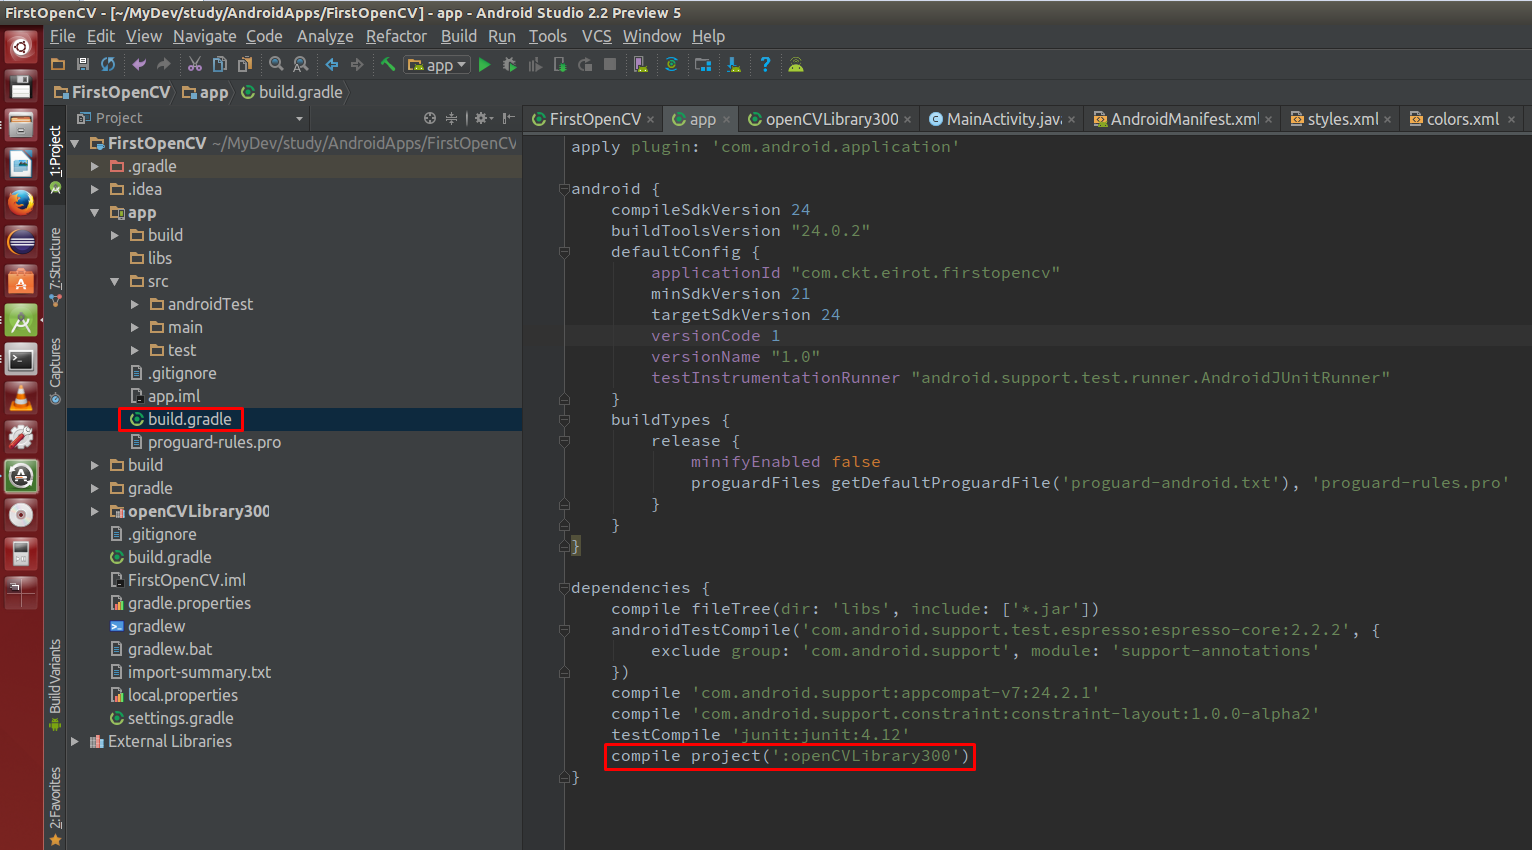 FirstOpenCV - [~/MyDev/study/AndroidApps/FirstOpenCV] - app - Android Studio 2.2 Preview 5
File Edit View Navigate Code Analyze Refactor Build Run Tools VCS Window Help
app
FirstOpenCV app build.gradle
Project
FirstOpenCV app openCVLibrary300 MainActivity.java AndroidManifest.xml styles.xml colors.xml
1:Project
7:Structure
Captures
Build Variants
2:Favorites
FirstOpenCV ~/MyDev/study/AndroidApps/FirstOpenCV
.gradle
.idea
app
build
libs
src
androidTest
main
test
.gitignore
app.iml
build.gradle
proguard-rules.pro
build
gradle
openCVLibrary300
.gitignore
build.gradle
FirstOpenCV.iml
gradle.properties
gradlew
gradlew.bat
import-summary.txt
local.properties
settings.gradle
External Libraries
apply plugin: 'com.android.application'
android {
compileSdkVersion 24
buildToolsVersion "24.0.2"
defaultConfig {
applicationId "com.ckt.eirot.firstopencv"
minSdkVersion 21
targetSdkVersion 24
versionCode 1
versionName "1.0"
testInstrumentationRunner "android.support.test.runner.AndroidJUnitRunner"
}
buildTypes {
release {
minifyEnabled false
proguardFiles getDefaultProguardFile('proguard-android.txt'), 'proguard-rules.pro'
}
}
}
dependencies {
compile fileTree(dir: 'libs', include: ['*.jar'])
androidTestCompile('com.android.support.test.espresso:espresso-core:2.2.2', {
exclude group: 'com.android.support', module: 'support-annotations'
})
compile 'com.android.support:appcompat-v7:24.2.1'
compile 'com.android.support.constraint:constraint-layout:1.0.0-alpha2'
testCompile 'junit:junit:4.12'
compile project(':openCVLibrary300')
}